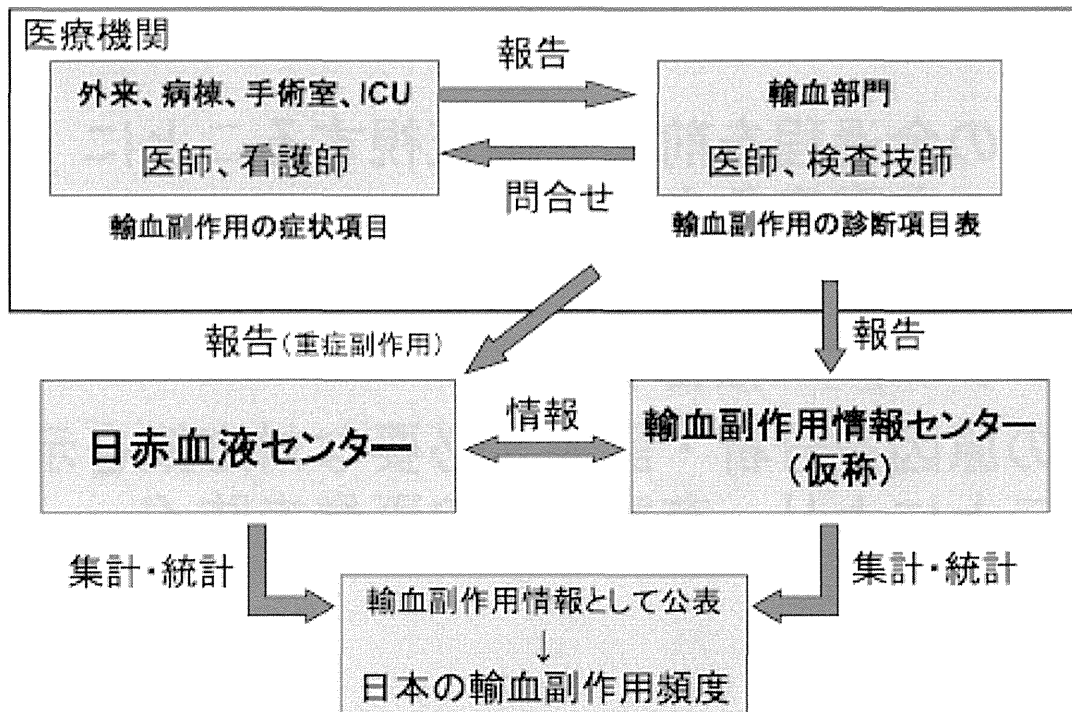 医療機関
外来、病棟、手術室、ICU
医師、看護師
輸血副作用の症状項目
報告
問合せ
輸血部門
医師、検査技師
輸血副作用の診断項目表
報告(重症副作用)
報告
日赤血液センター
情報
輸血副作用情報センター
(仮称)
集計・統計
集計・統計
輸血副作用情報として公表
↓
日本の輸血副作用頻度